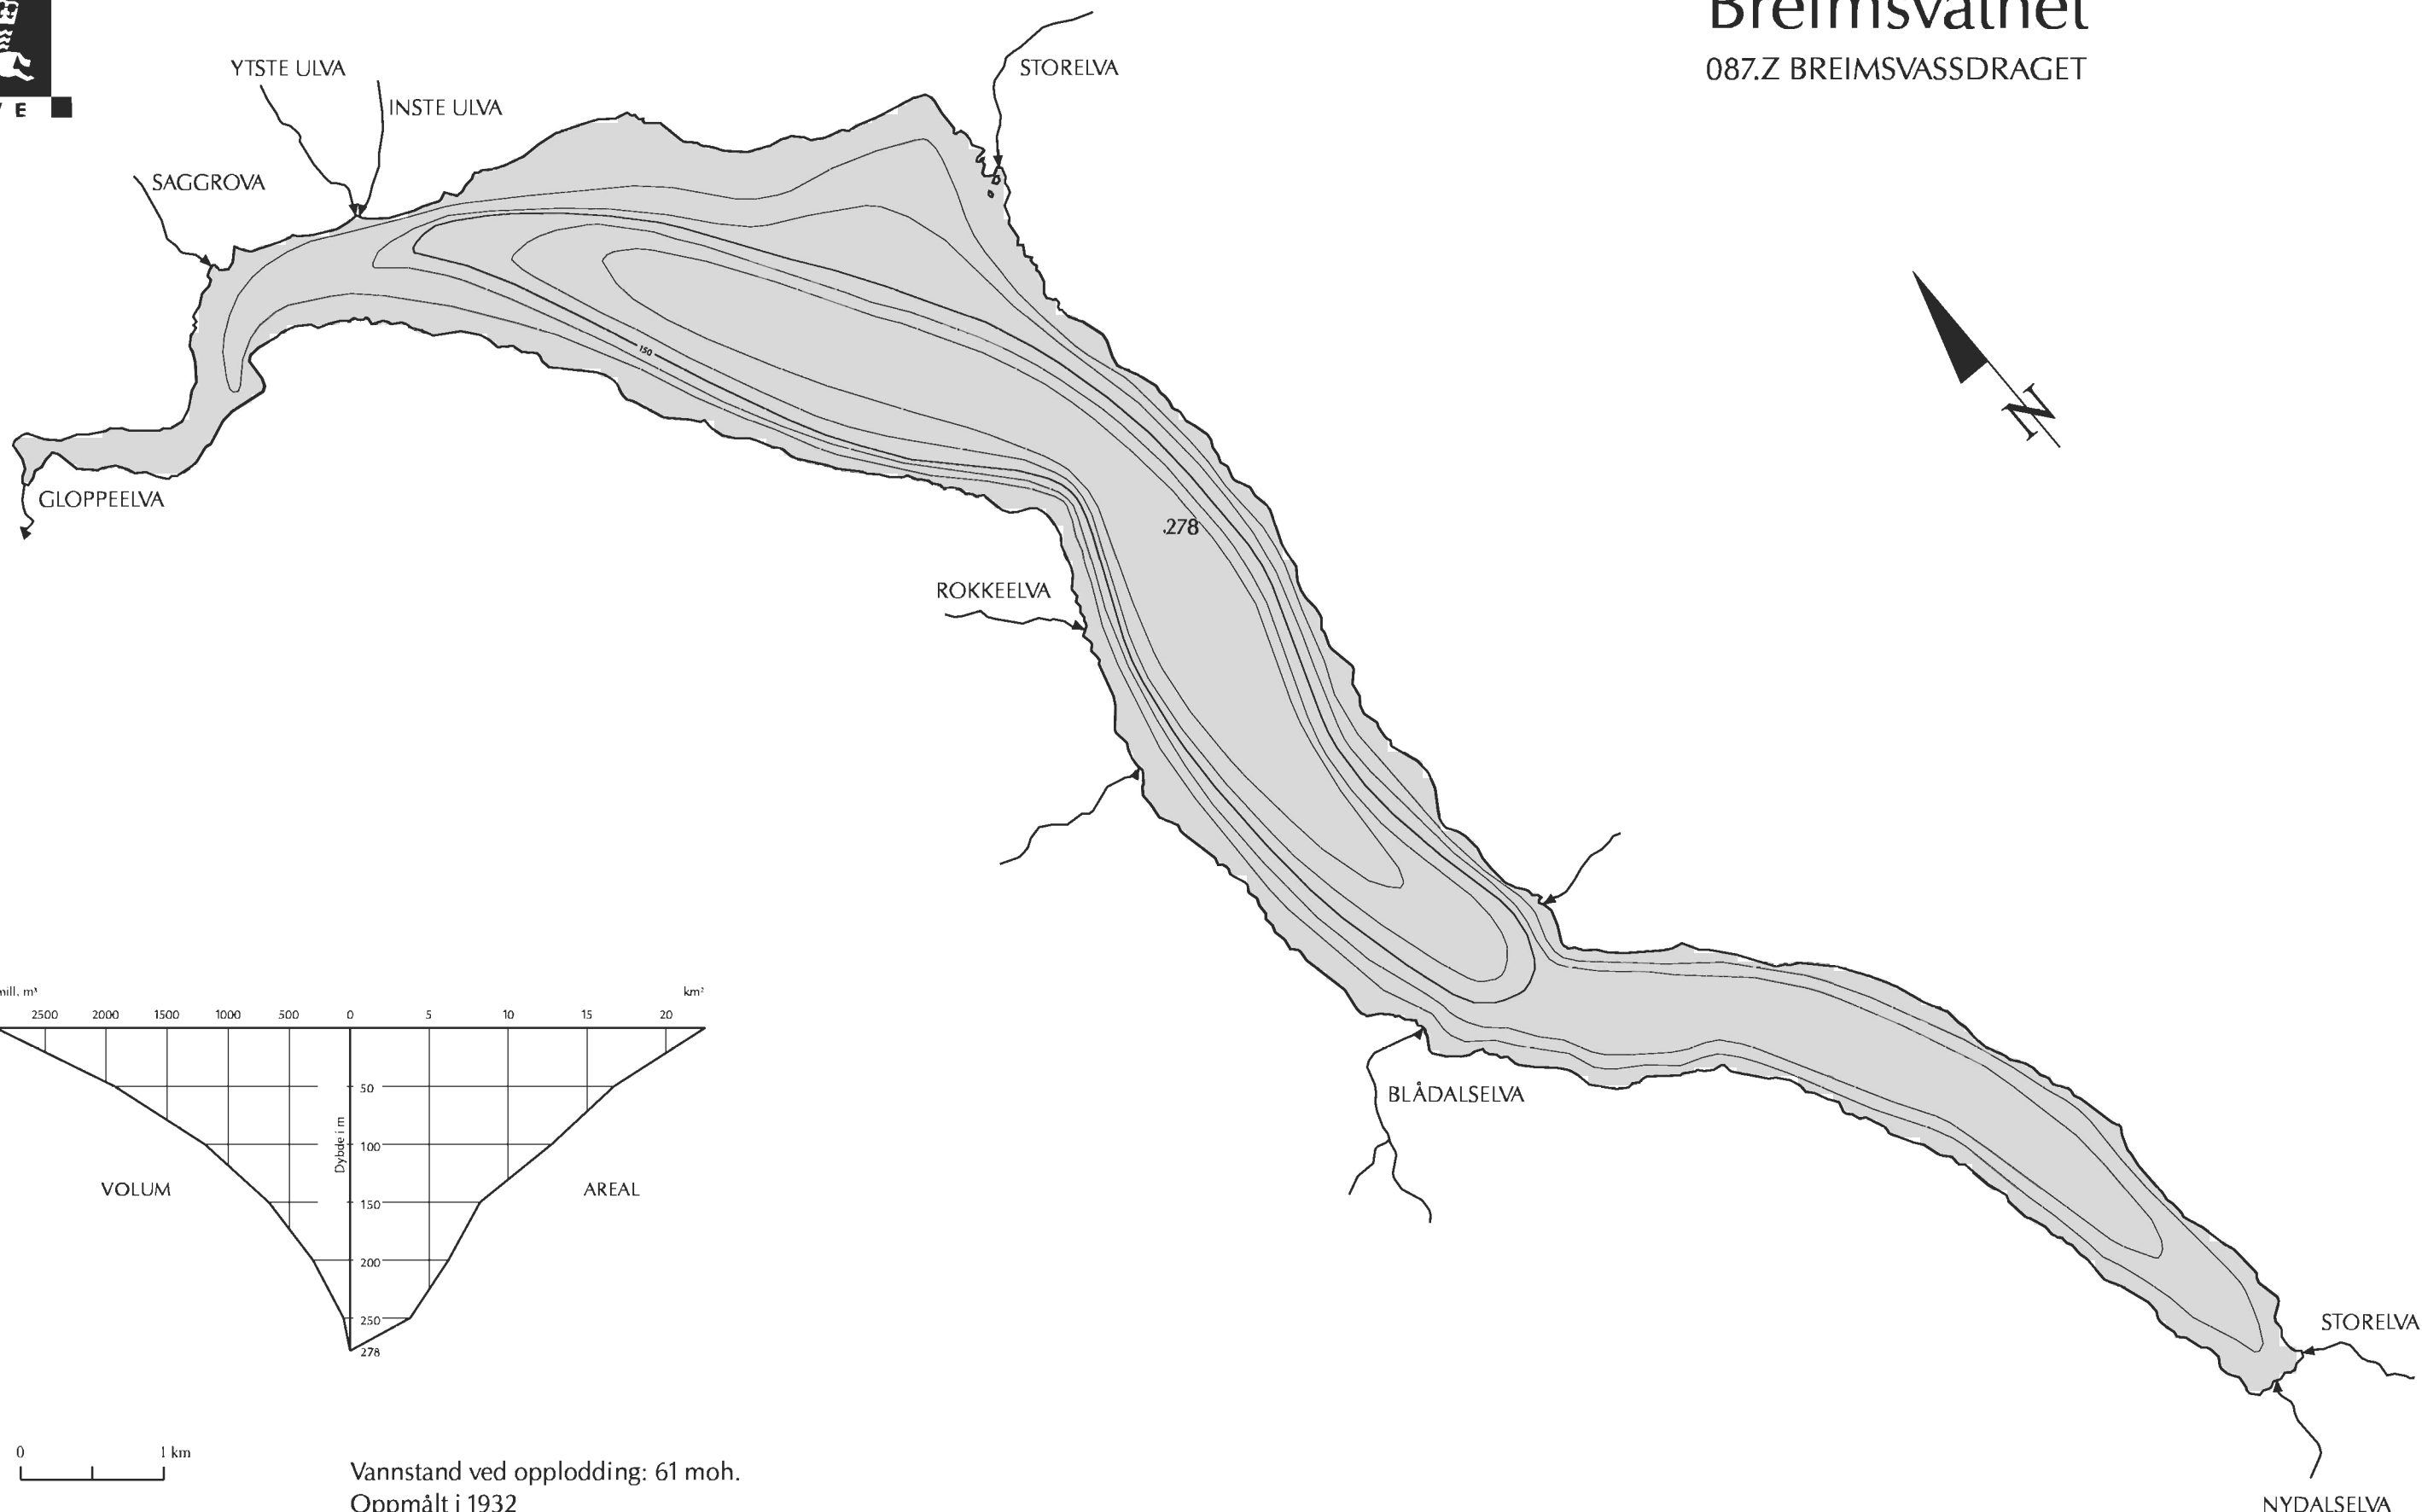 Breimsvatnet
087.Z BREIMSVASSDRAGET
E
YTSTE ULVA
INSTE ULVA
STORELVA
SAGGROVA
150
GLOPPEELVA
.278
ROKKEELVA
BLÅDALSELVA
STORELVA
NYDALSELVA
mill. m³
km²
2500 2000 1500 1000 500 0 5 10 15 20
50
100
Dybde i m
150
VOLUM
AREAL
200
250
278
0 1 km
Vannstand ved opplodding: 61 moh.
Oppmålt i 1932